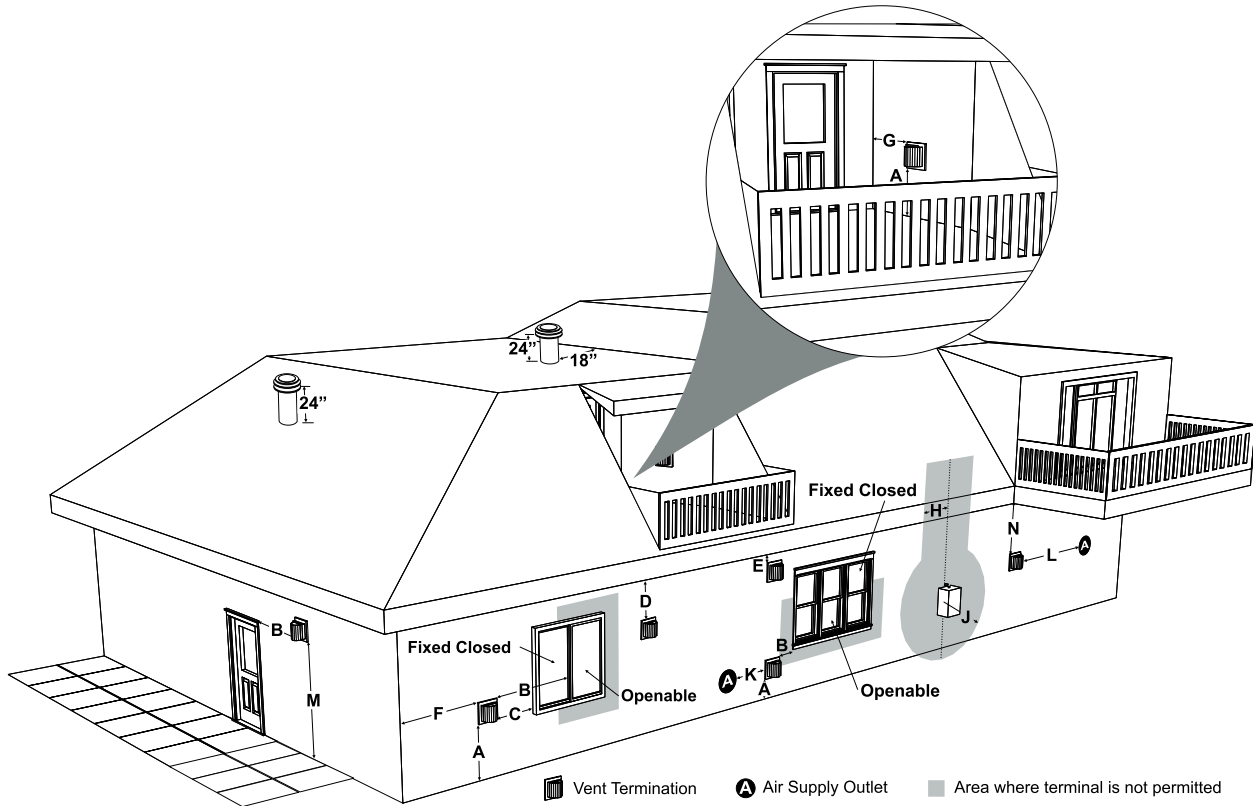 G
A
24”
18”
24”
Fixed Closed
H
N
L
A
E
D
J
B
Fixed Closed
B
K
A
A
Openable
B
Openable
M
F
C
A
Vent Termination
A Air Supply Outlet
Area where terminal is not permitted